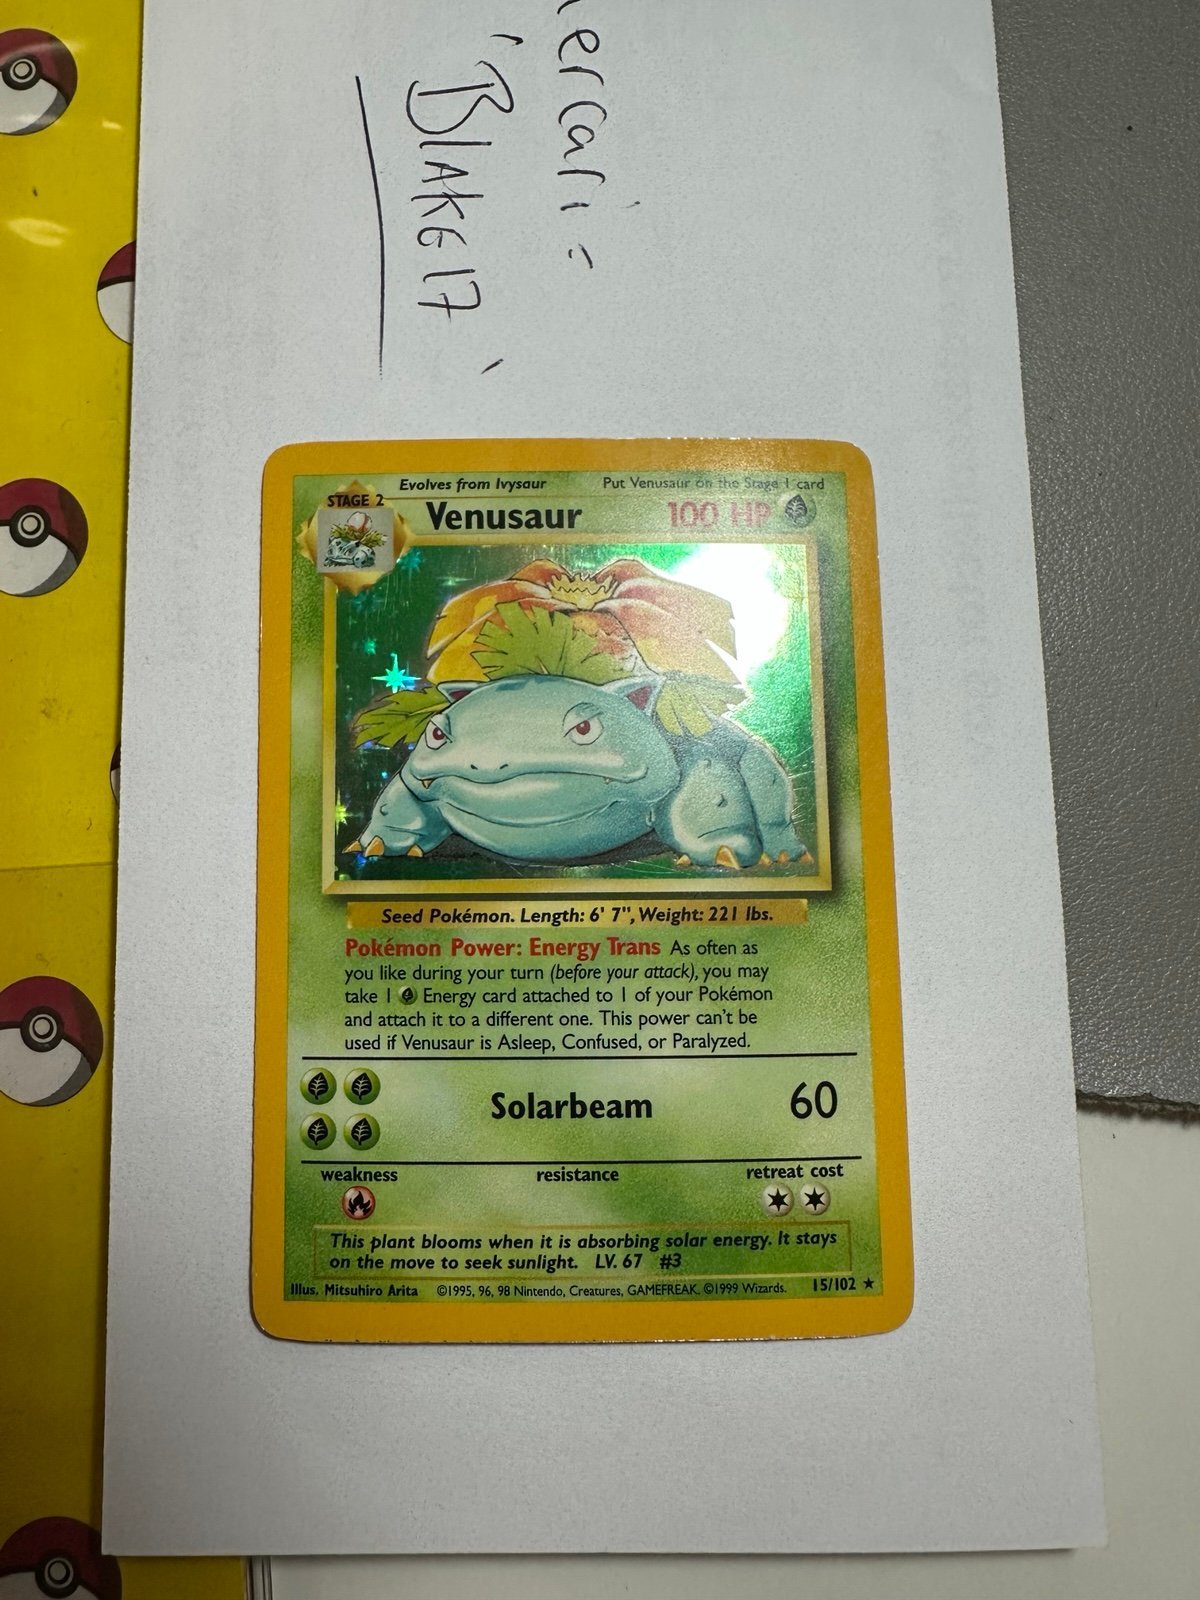 ercari =
'BLAKE17'
Evolves from Ivysaur Put Venusaur on the Stage 1 card
STAGE 2
Venusaur 100 HP
Seed Pokémon. Length: 6' 7", Weight: 221 lbs.
Pokémon Power: Energy Trans As often as
you like during your turn (before your attack), you may
take 1 Energy card attached to 1 of your Pokémon
and attach it to a different one. This power can't be
used if Venusaur is Asleep, Confused, or Paralyzed.
Solarbeam 60
weakness resistance retreat cost
This plant blooms when it is absorbing solar energy. It stays
on the move to seek sunlight. LV. 67 #3
Illus. Mitsuhiro Arita ©1995, 96, 98 Nintendo, Creatures, GAMEFREAK. ©1999 Wizards. 15/102 ★